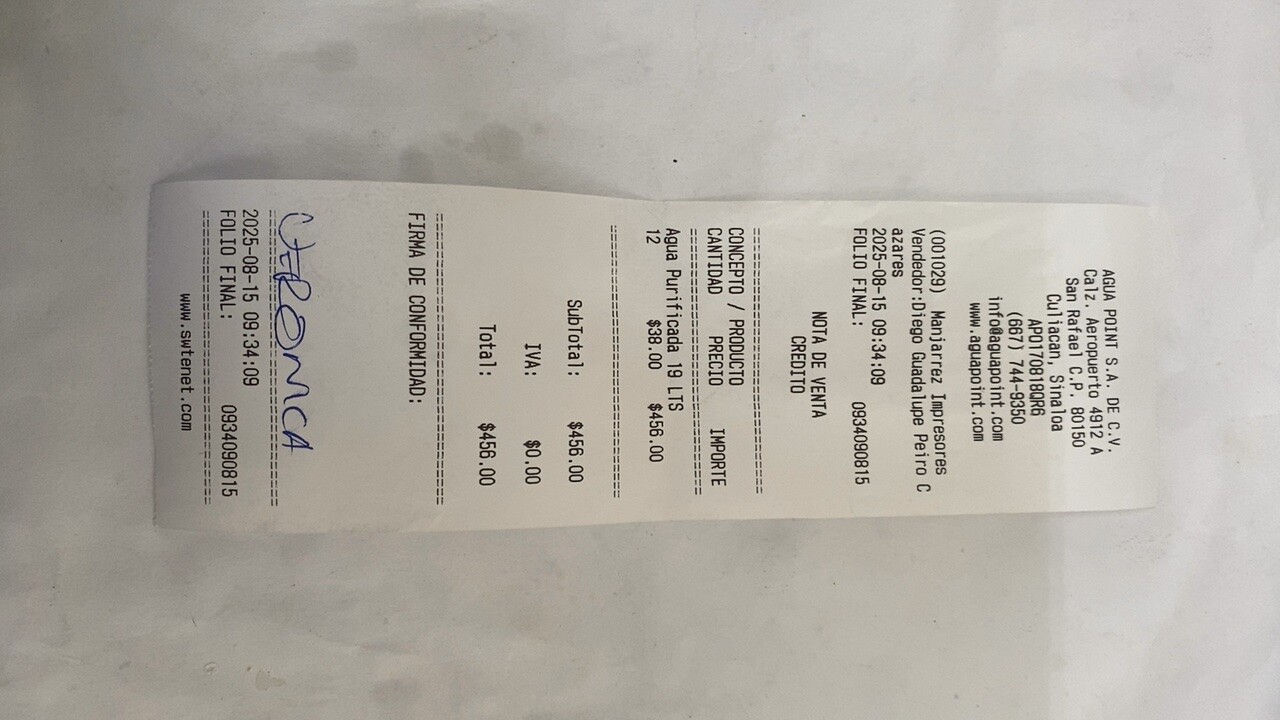 AGUA POINT S.A. DE C.V.
Calz. Aeropuerto 4912 A
San Rafael C.P. 80150
Culiacan, Sinaloa
APO170818QR6
(667) 744-9350
info@aguapoint.com
www.aguapoint.com
(001029) Manjarrez Impresores
Vendedor:Diego Guadalupe Peiro C
azares
2025-08-15 09:34:09
FOLIO FINAL: 0934090815
NOTA DE VENTA
CREDITO
================================
CONCEPTO / PRODUCTO
CANTIDAD PRECIO IMPORTE
================================
Agua Purificada 19 LTS
12 $38.00 $456.00
================================
SubTotal: $456.00
IVA: $0.00
Total: $456.00
================================
FIRMA DE CONFORMIDAD:
================================
2025-08-15 09:34:09
FOLIO FINAL: 0934090815
================================
www.swtenet.com